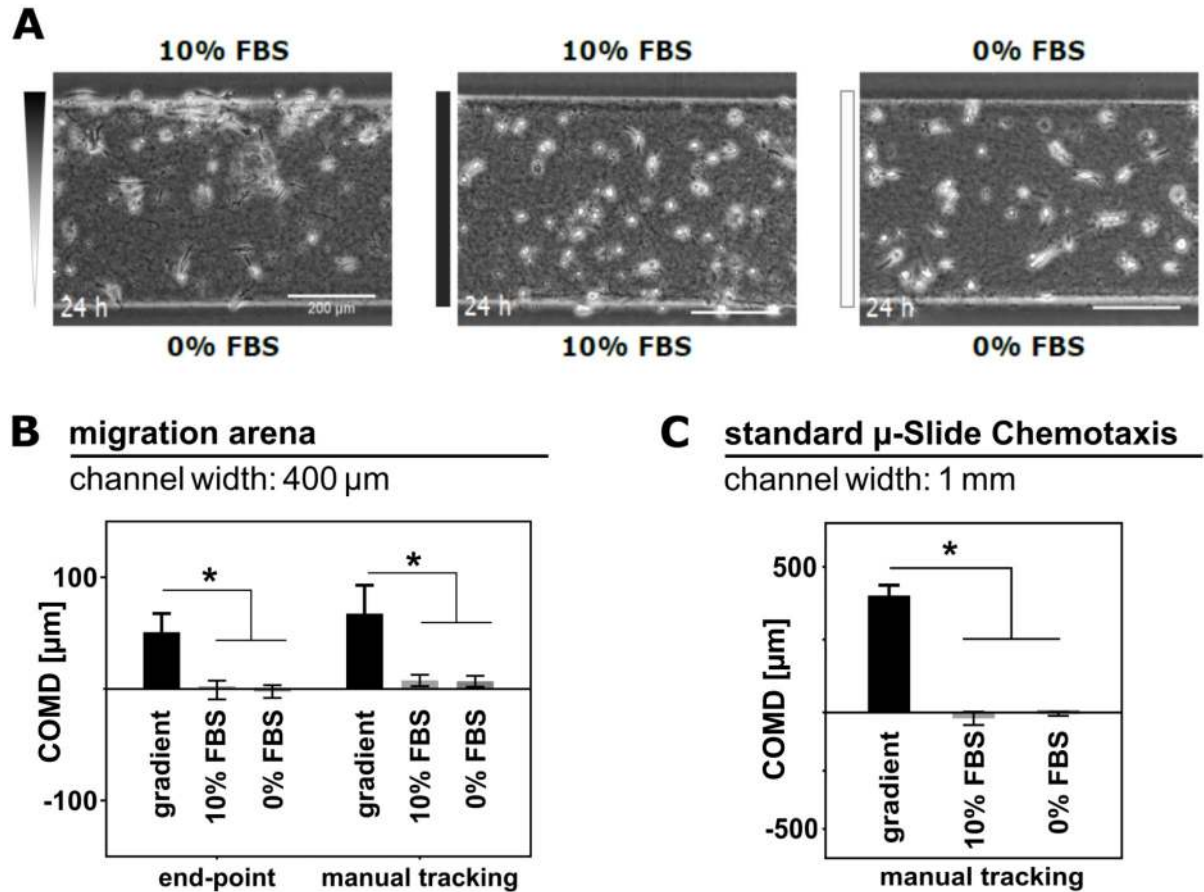 A
10% FBS
10% FBS
0% FBS
24 h
200 µm
24 h
24 h
0% FBS
10% FBS
0% FBS
B migration arena
channel width: 400 µm
COMD [µm]
100
-100
*
*
gradient
10% FBS
0% FBS
gradient
10% FBS
0% FBS
end-point
manual tracking
C standard µ-Slide Chemotaxis
channel width: 1 mm
COMD [µm]
500
-500
*
gradient
10% FBS
0% FBS
manual tracking